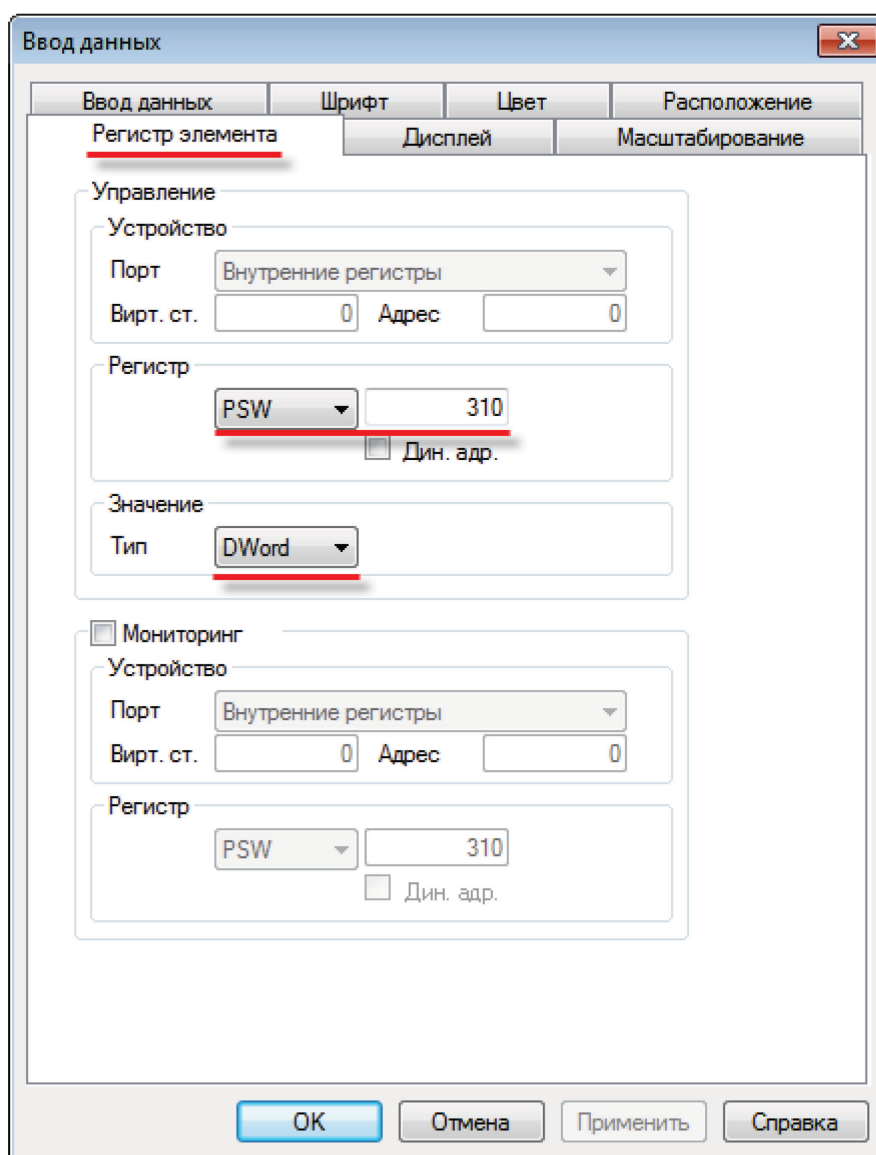 Ввод данных
Ввод данных Шрифт Цвет Расположение
Регистр элемента Дисплей Масштабирование
Управление
Устройство
Порт Внутренние регистры
Вирт. ст. 0 Адрес 0
Регистр
PSW 310
Дин. адр.
Значение
Тип DWord
Мониторинг
Устройство
Порт Внутренние регистры
Вирт. ст. 0 Адрес 0
Регистр
PSW 310
Дин. адр.
OK Отмена Применить Справка